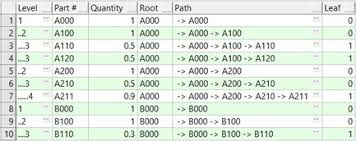 Level Part # Quantity Root Path Leaf
1 1 A000 1 A000 -> A000 0
2 ..2 A100 1 A000 -> A000 -> A100 0
3 ....3 A110 0.5 A000 -> A000 -> A100 -> A110 1
4 ....3 A120 0.5 A000 -> A000 -> A100 -> A120 1
5 ..2 A200 1 A000 -> A000 -> A200 0
6 ....3 A210 0.5 A000 -> A000 -> A200 -> A210 0
7 ......4 A211 0.9 A000 -> A000 -> A200 -> A210 -> A211 1
8 1 B000 1 B000 -> B000 0
9 ..2 B100 1 B000 -> B000 -> B100 0
10 ....3 B110 0.3 B000 -> B000 -> B100 -> B110 1